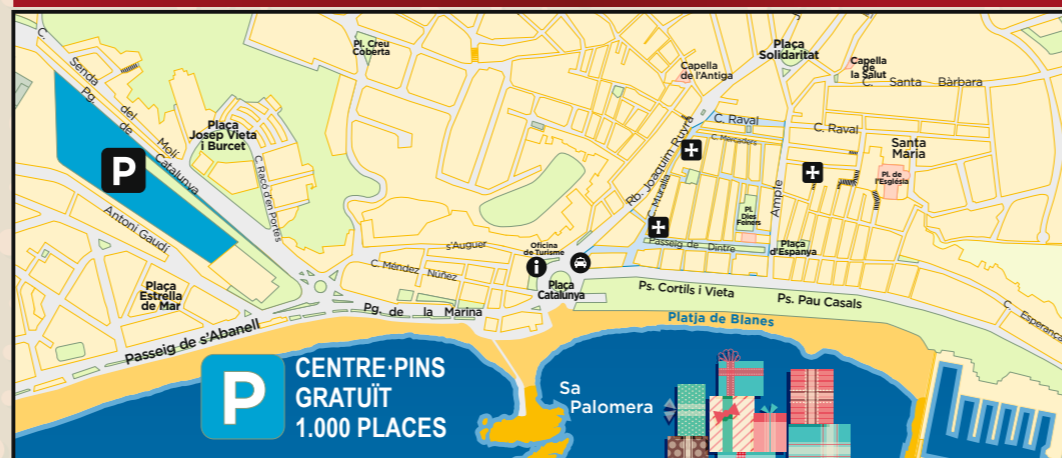 C.
Senda
del
Molí
Pg.
de
Catalunya
P
Plaça
Josep Vieta
i Burcet
C. Racó d'en Portes
Antoni Gaudí
Plaça
Estrella
de Mar
Passeig de s'Abanell
Pl. Creu
Coberta
s'Auguer
C. Méndez Núñez
Pg. de la Marina
Oficina
de Turisme
i
Plaça
Catalunya
Capella
de l'Antiga
Plaça
Solidaritat
Capella
de
la Salut
C. Santa Bàrbara
C. Raval
C. Raval
C. Mercaders
Rb. Joaquim Ruyra
C. Muralla
Santa
Maria
Pl. de
l'Església
Pl.
Dies
Feiners
Ample
Passeig de Dintre
Plaça
d'Espanya
Ps. Cortils i Vieta
Ps. Pau Casals
Platja de Blanes
C. Esperança
P
CENTRE·PINS
GRATUÏT
1.000 PLACES
Sa
Palomera